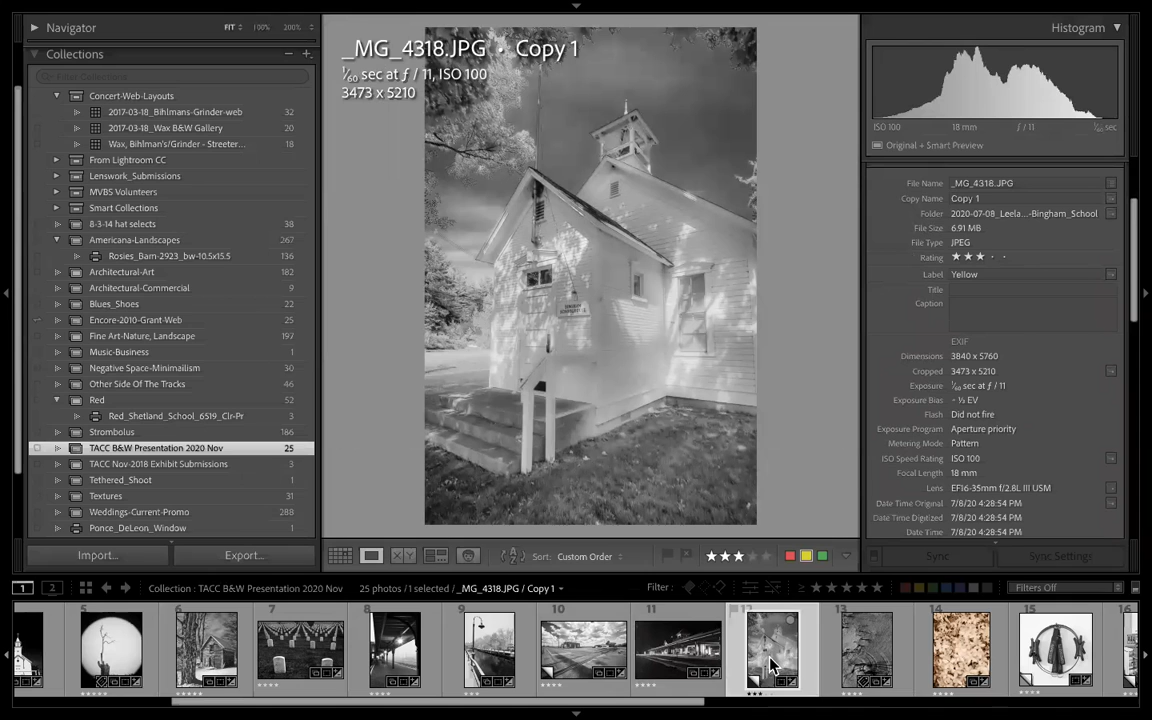 Navigator FIT 100% 200%
Collections
Filter Collections
Concert-Web-Layouts
2017-03-18_Bihlmans-Grinder-web 32
2017-03-18_Wax B&W Gallery 20
Wax, Bihlman's/Grinder - Streeter... 18
From Lightroom CC
Lenswork_Submissions
MVBS Volunteers
Smart Collections
8-3-14 hat selects 38
Americana-Landscapes 267
Rosies_Barn-2923_bw-10.5x15.5 136
Architectural-Art 182
Architectural-Commercial 9
Blues_Shoes 22
Encore-2010-Grant-Web 25
Fine Art-Nature, Landscape 197
Music-Business 1
Negative Space-Minimailism 30
Other Side Of The Tracks 46
Red 52
Red_Shetland_School_6519_Clr-Pr 3
Strombolus 186
TACC B&W Presentation 2020 Nov 25
TACC Nov-2018 Exhibit Submissions 3
Tethered_Shoot 1
Textures 31
Weddings-Current-Promo 288
Ponce_DeLeon_Window 1
Import... Export...
_MG_4318.JPG • Copy 1
1/60 sec at ƒ / 11, ISO 100
3473 x 5210
Histogram
ISO 100 18 mm ƒ / 11 1/60 sec
Original + Smart Preview
File Name _MG_4318.JPG
Copy Name Copy 1
Folder 2020-07-08_Leela...-Bingham_School
File Size 6.91 MB
File Type JPEG
Rating ★ ★ ★ • •
Label Yellow
Title
Caption
EXIF
Dimensions 3840 x 5760
Cropped 3473 x 5210
Exposure 1/60 sec at ƒ / 11
Exposure Bias - 1/3 EV
Flash Did not fire
Exposure Program Aperture priority
Metering Mode Pattern
ISO Speed Rating ISO 100
Focal Length 18 mm
Lens EF16-35mm f/2.8L III USM
Date Time Original 7/8/20 4:28:54 PM
Date Time Digitized 7/8/20 4:28:54 PM
Date Time 7/8/20 4:28:54 PM
Sync Sync Settings
X Y A Z Sort: Custom Order
1 2 Collection : TACC B&W Presentation 2020 Nov 25 photos / 1 selected / _MG_4318.JPG / Copy 1 Filter : Filters Off
5 6 7 8 9 10 11 12 13 14 15 16